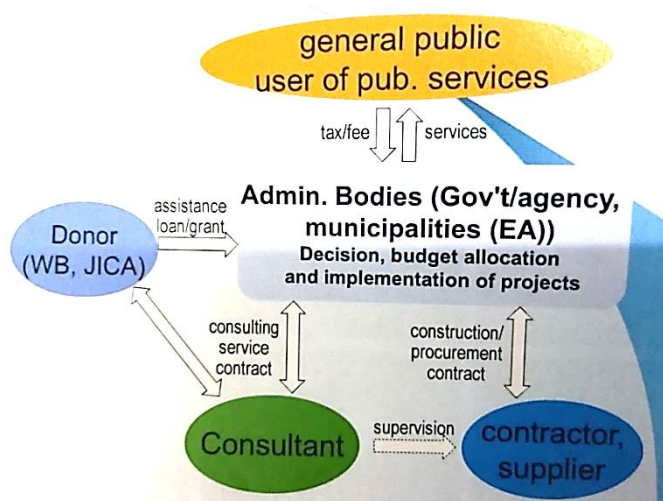 general public
user of pub. services
tax/fee
services
assistance
loan/grant
Admin. Bodies (Gov't/agency,
municipalities (EA))
Decision, budget allocation
and implementation of projects
Donor
(WB, JICA)
consulting
service
contract
construction/
procurement
contract
Consultant
supervision
contractor,
supplier